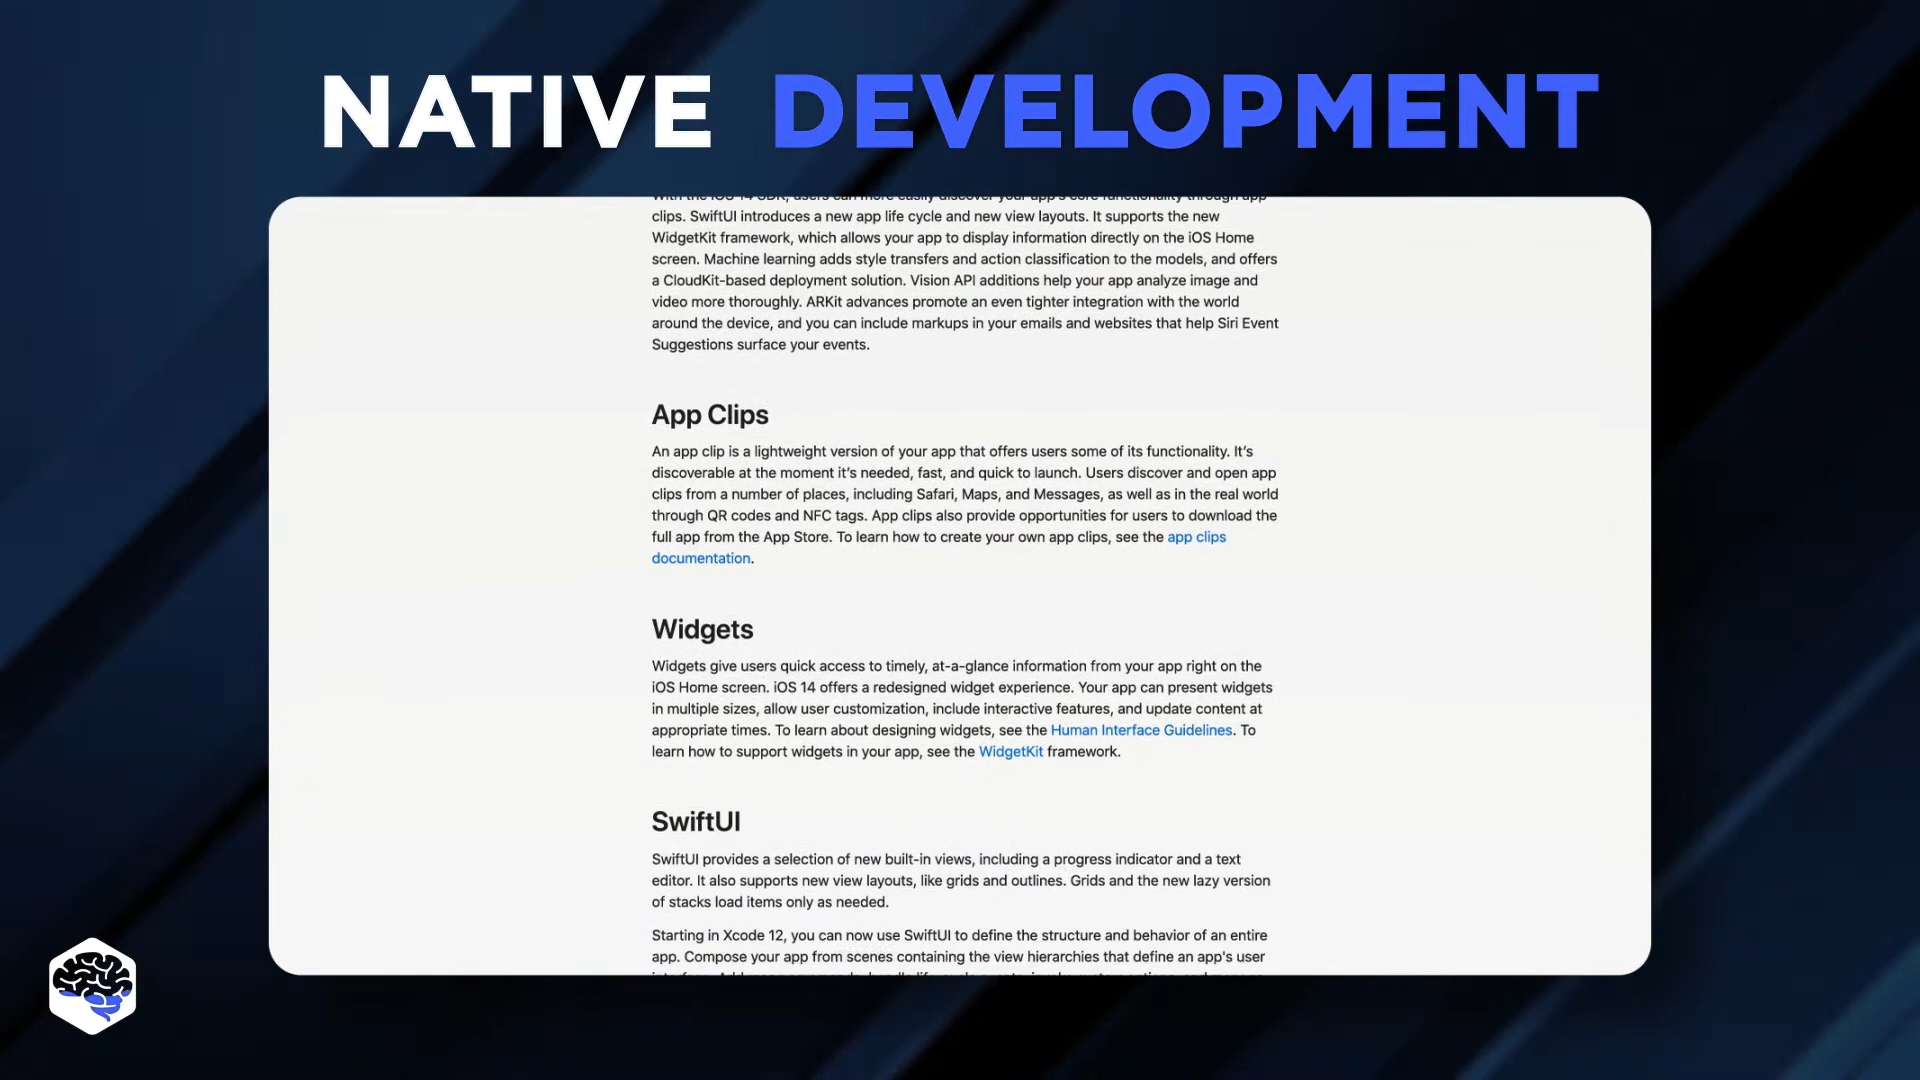 NATIVE DEVELOPMENT
With the iOS 14 SDK, users can more easily discover your app's core functionality through app
clips. SwiftUI introduces a new app life cycle and new view layouts. It supports the new
WidgetKit framework, which allows your app to display information directly on the iOS Home
screen. Machine learning adds style transfers and action classification to the models, and offers
a CloudKit-based deployment solution. Vision API additions help your app analyze image and
video more thoroughly. ARKit advances promote an even tighter integration with the world
around the device, and you can include markups in your emails and websites that help Siri Event
Suggestions surface your events.
App Clips
An app clip is a lightweight version of your app that offers users some of its functionality. It’s
discoverable at the moment it’s needed, fast, and quick to launch. Users discover and open app
clips from a number of places, including Safari, Maps, and Messages, as well as in the real world
through QR codes and NFC tags. App clips also provide opportunities for users to download the
full app from the App Store. To learn how to create your own app clips, see the app clips
documentation.
Widgets
Widgets give users quick access to timely, at-a-glance information from your app right on the
iOS Home screen. iOS 14 offers a redesigned widget experience. Your app can present widgets
in multiple sizes, allow user customization, include interactive features, and update content at
appropriate times. To learn about designing widgets, see the Human Interface Guidelines. To
learn how to support widgets in your app, see the WidgetKit framework.
SwiftUI
SwiftUI provides a selection of new built-in views, including a progress indicator and a text
editor. It also supports new view layouts, like grids and outlines. Grids and the new lazy version
of stacks load items only as needed.
Starting in Xcode 12, you can now use SwiftUI to define the structure and behavior of an entire
app. Compose your app from scenes containing the view hierarchies that define an app's user